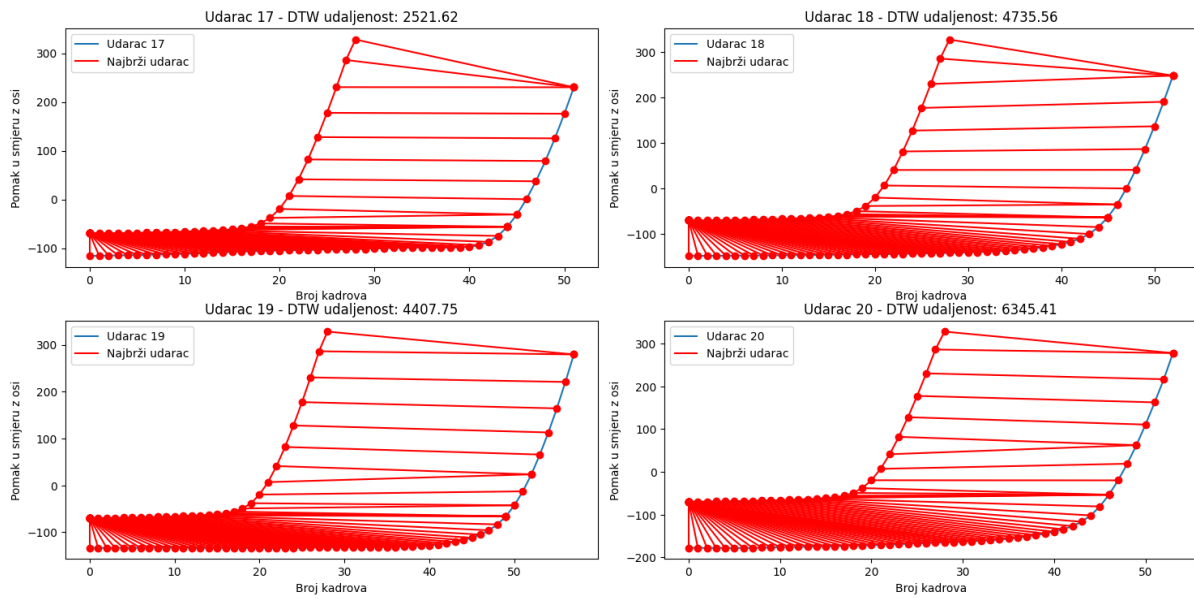 Udarac 17 - DTW udaljenost: 2521.62
Pomak u smjeru z osi
300
200
100
0
−100
Udarac 17
Najbrži udarac
0 10 20 30 40 50
Broj kadrova
Udarac 18 - DTW udaljenost: 4735.56
Pomak u smjeru z osi
300
200
100
0
−100
Udarac 18
Najbrži udarac
0 10 20 30 40 50
Broj kadrova
Udarac 19 - DTW udaljenost: 4407.75
Pomak u smjeru z osi
300
200
100
0
−100
Udarac 19
Najbrži udarac
0 10 20 30 40 50
Broj kadrova
Udarac 20 - DTW udaljenost: 6345.41
Pomak u smjeru z osi
300
200
100
0
−100
−200
Udarac 20
Najbrži udarac
0 10 20 30 40 50
Broj kadrova